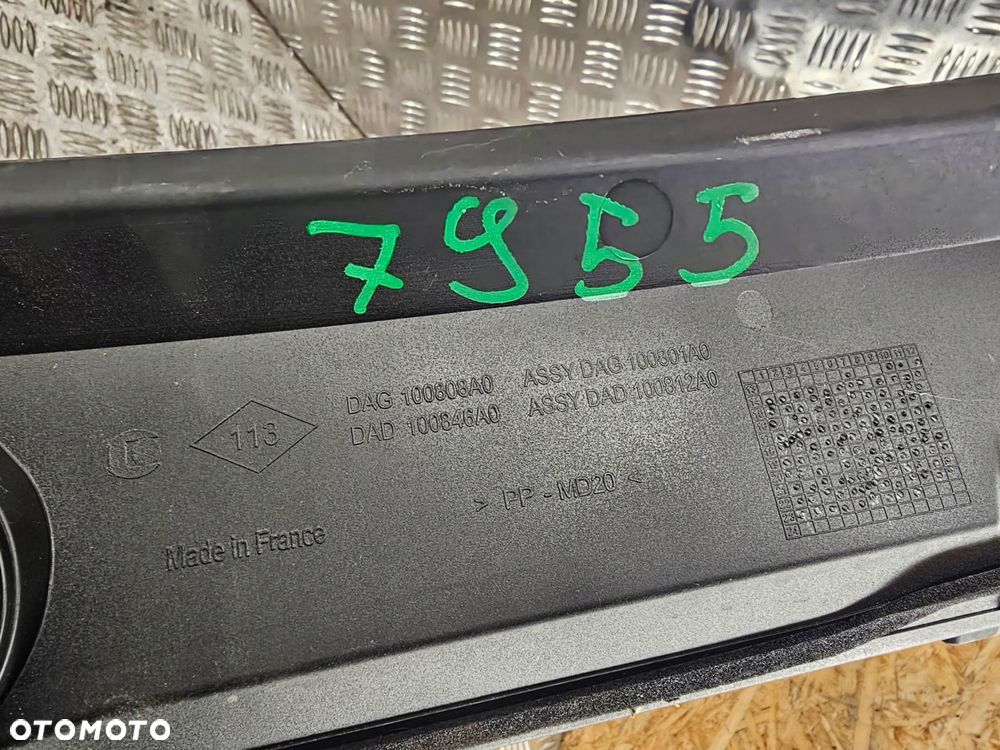 7955
DAG 100808A0 ASSY DAG 100801A0
DAD 100846A0 ASSY DAD 100812A0
113
> PP - MD20 <
Made in France
OTOMOTO